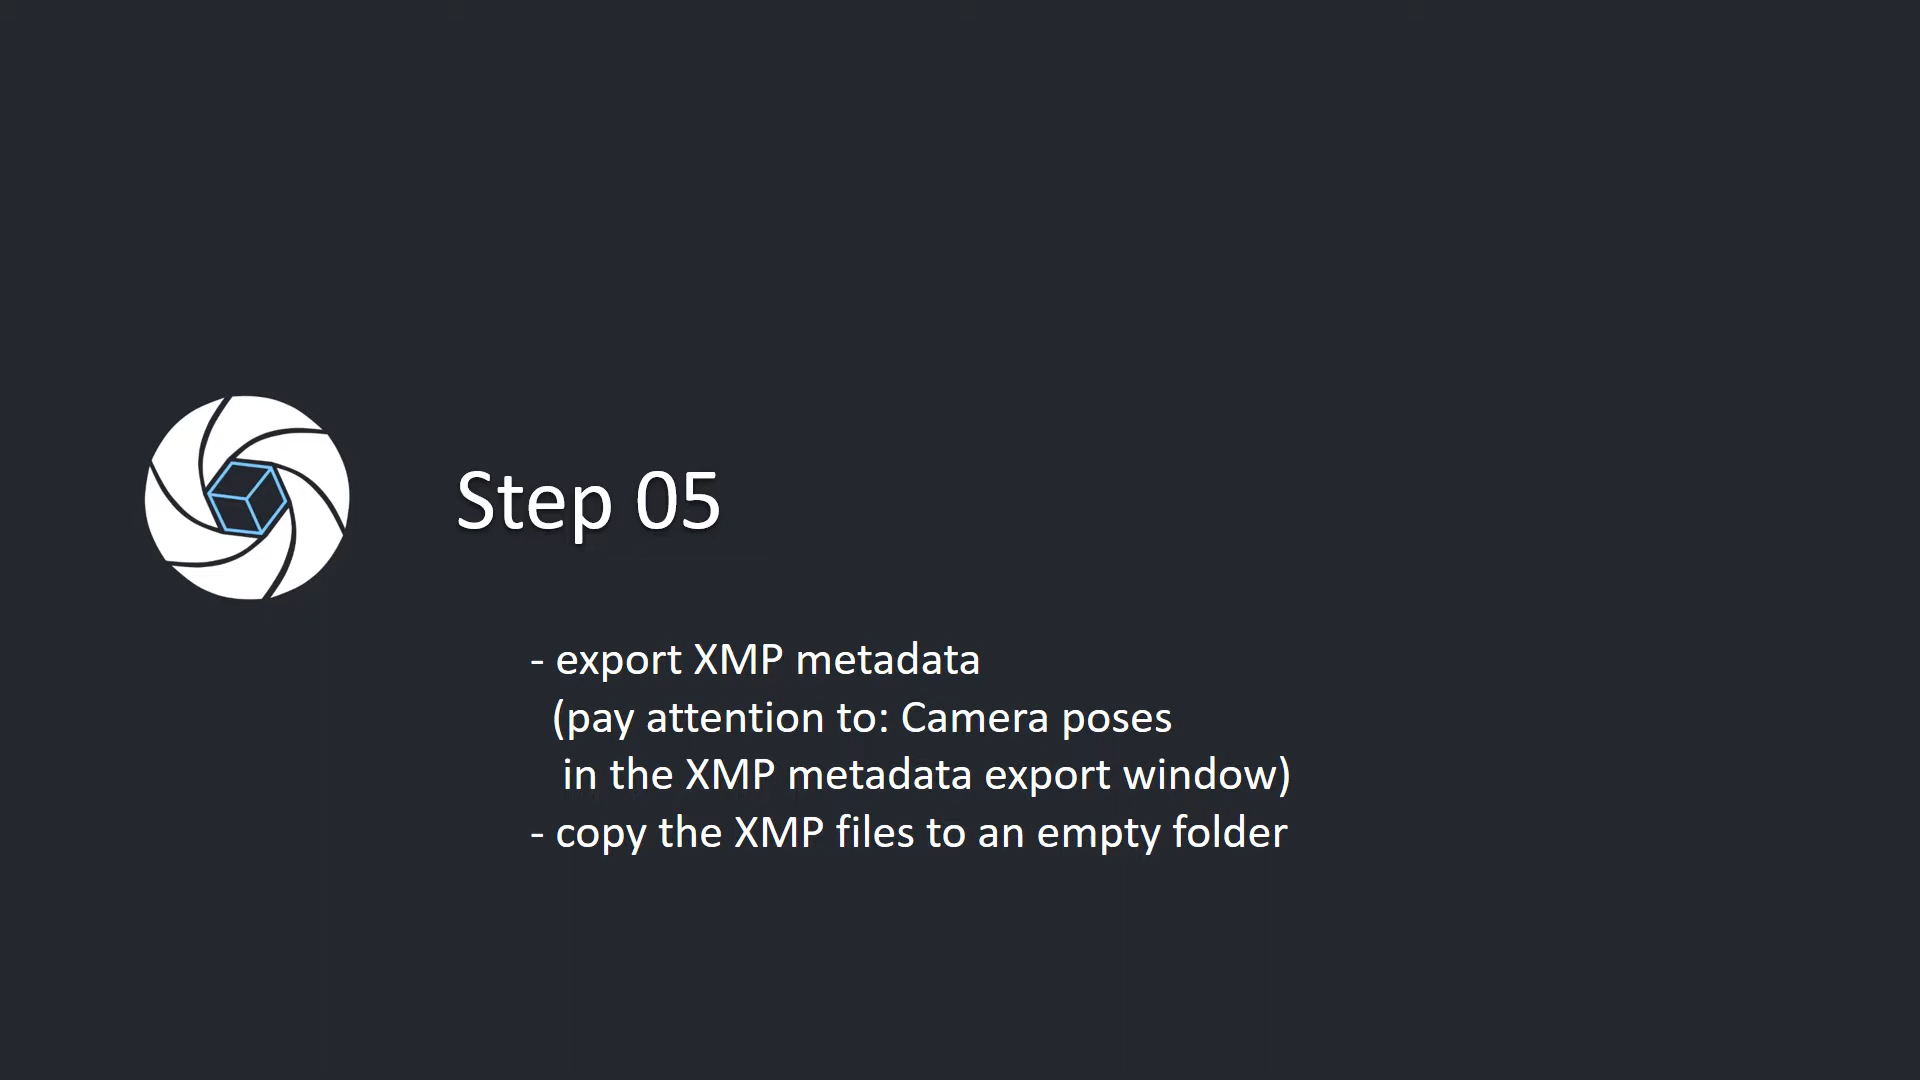 Step 05
- export XMP metadata
(pay attention to: Camera poses
in the XMP metadata export window)
- copy the XMP files to an empty folder